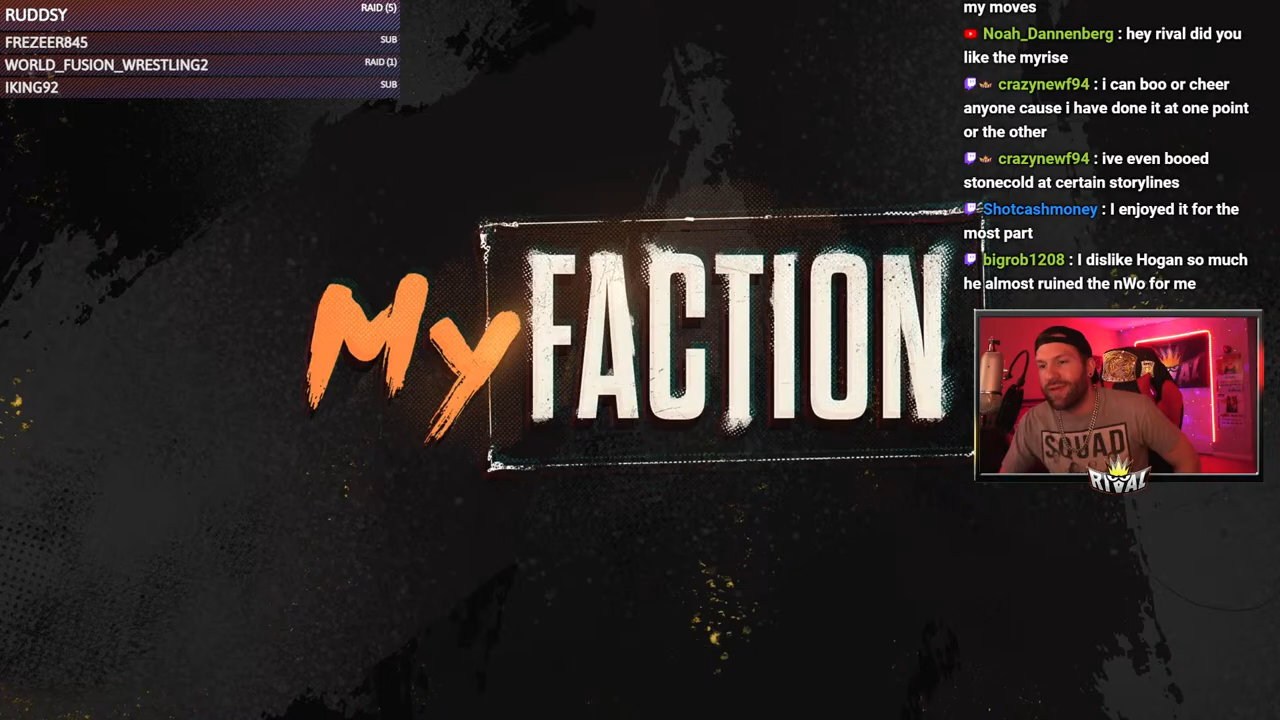 RUDDSY RAID (5)
FREZEER845 SUB
WORLD_FUSION_WRESTLING2 RAID (1)
IKING92 SUB
my moves
Noah_Dannenberg : hey rival did you
like the myrise
crazynewf94 : i can boo or cheer
anyone cause i have done it at one point
or the other
crazynewf94 : ive even booed
stonecold at certain storylines
Shotcashmoney : I enjoyed it for the
most part
bigrob1208 : I dislike Hogan so much
he almost ruined the nWo for me
My FACTION
SQUAD
RIVAL